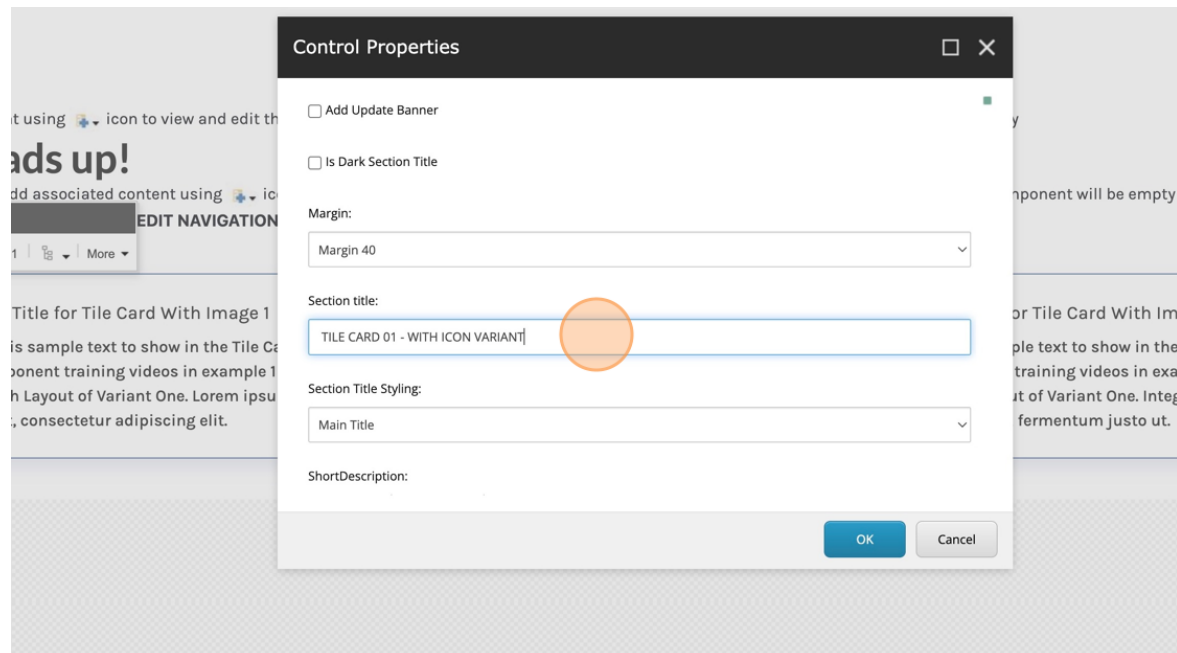 Control Properties
Add Update Banner
t using icon to view and edit th
y
Is Dark Section Title
ads up!
dd associated content using ic
mponent will be empty
EDIT NAVIGATION
Margin:
1 More
Margin 40
Section title:
Title for Tile Card With Image 1
or Tile Card With Im
TILE CARD 01 - WITH ICON VARIANT
is sample text to show in the Tile Ca
ple text to show in the
ponent training videos in example 1
training videos in exa
Section Title Styling:
h Layout of Variant One. Lorem ipsu
ut of Variant One. Integ
, consectetur adipiscing elit.
Main Title
fermentum justo ut.
ShortDescription:
OK Cancel